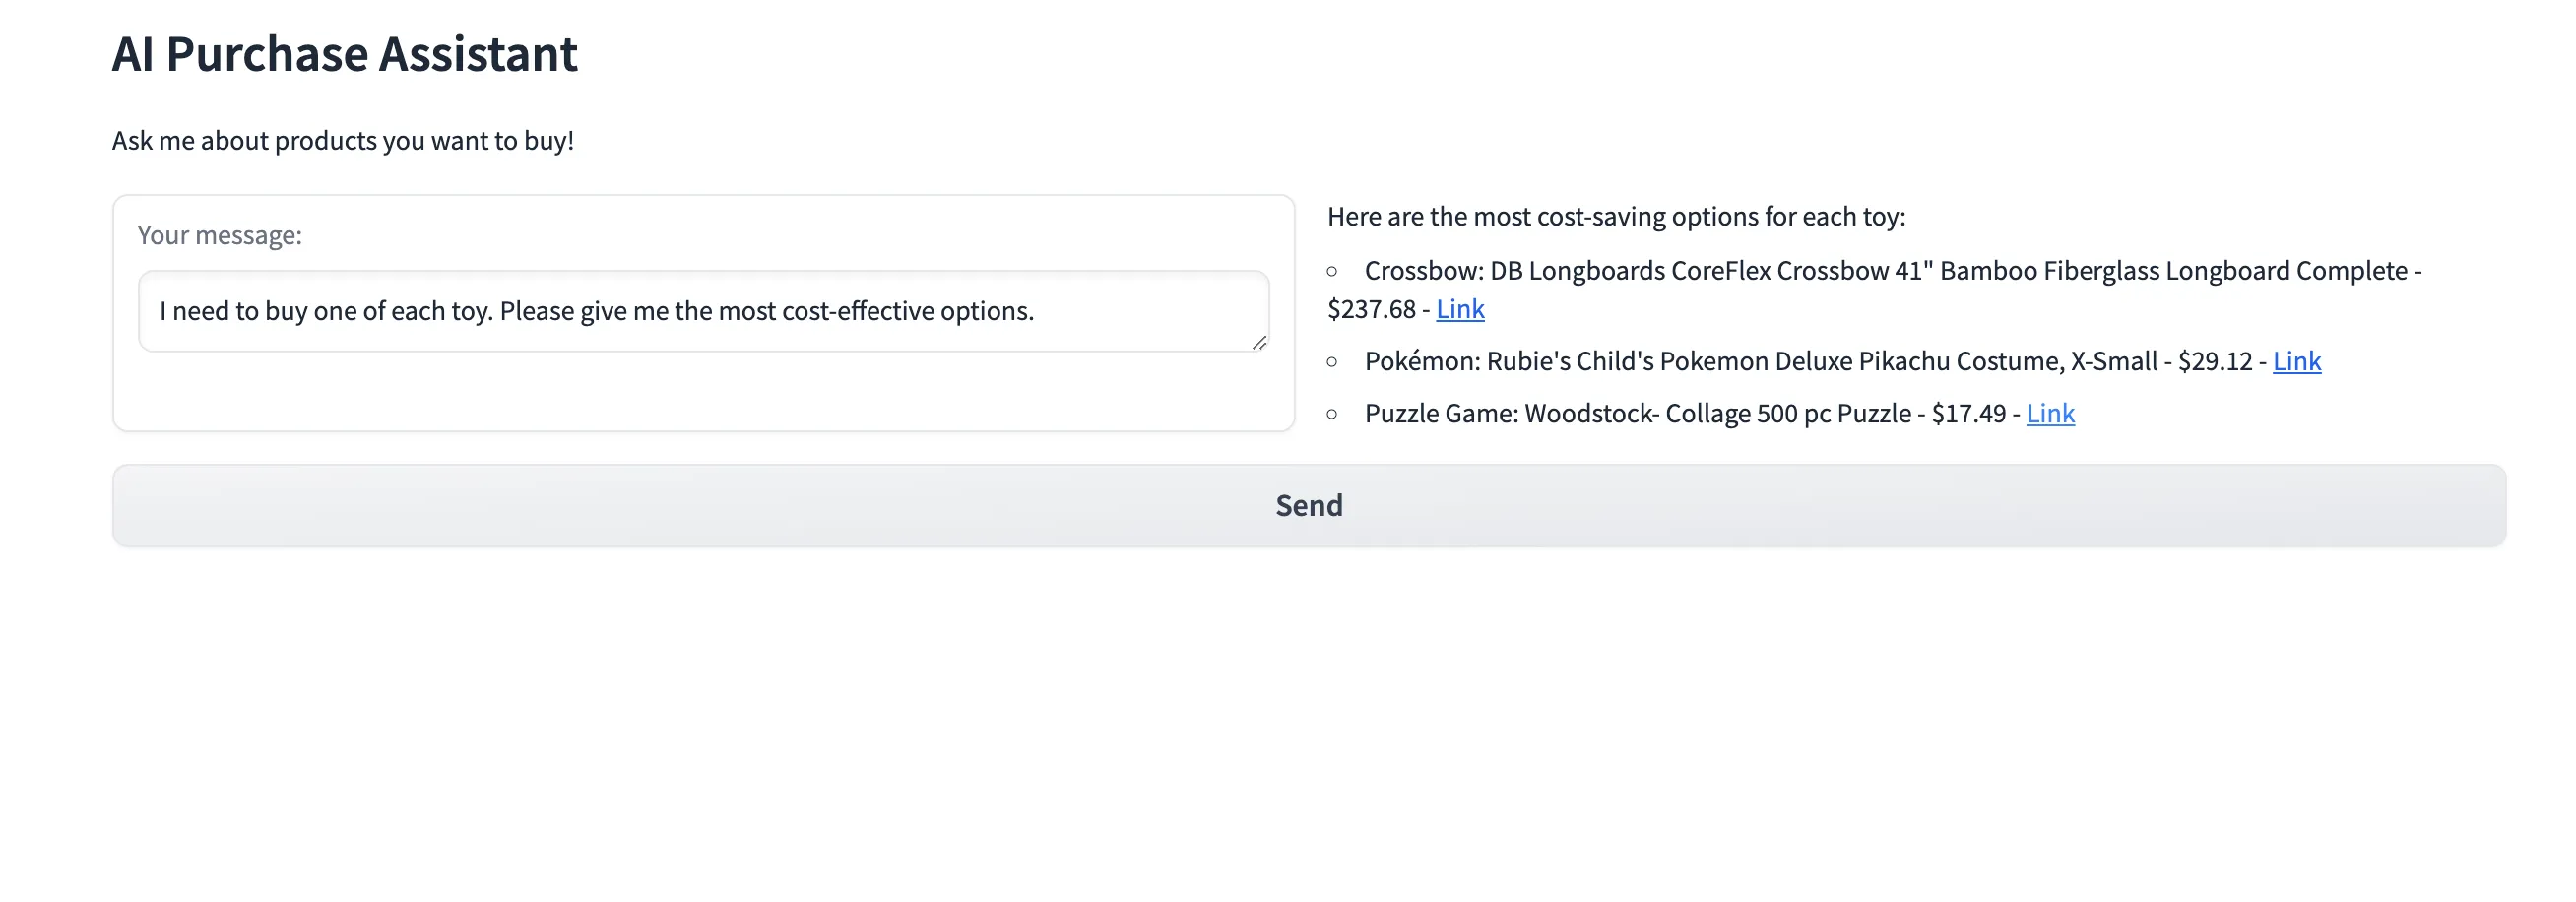 AI Purchase Assistant
Ask me about products you want to buy!
Your message:
I need to buy one of each toy. Please give me the most cost-effective options.
Here are the most cost-saving options for each toy:
Crossbow: DB Longboards CoreFlex Crossbow 41" Bamboo Fiberglass Longboard Complete -
$237.68 - Link
Pokémon: Rubie's Child's Pokemon Deluxe Pikachu Costume, X-Small - $29.12 - Link
Puzzle Game: Woodstock- Collage 500 pc Puzzle - $17.49 - Link
Send